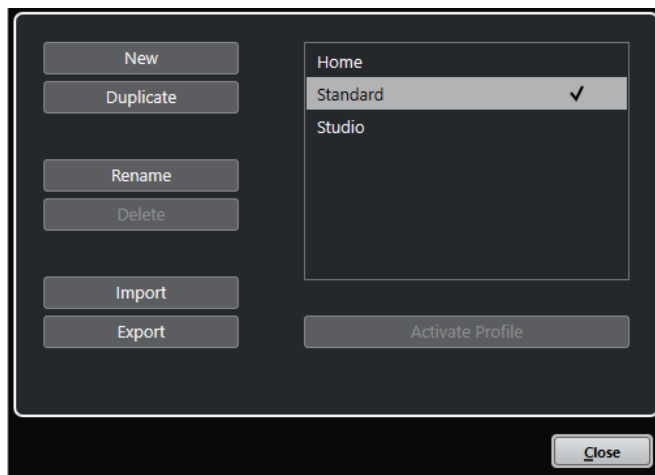 New
Duplicate
Rename
Delete
Import
Export
Home
Standard
Studio
Activate Profile
Close